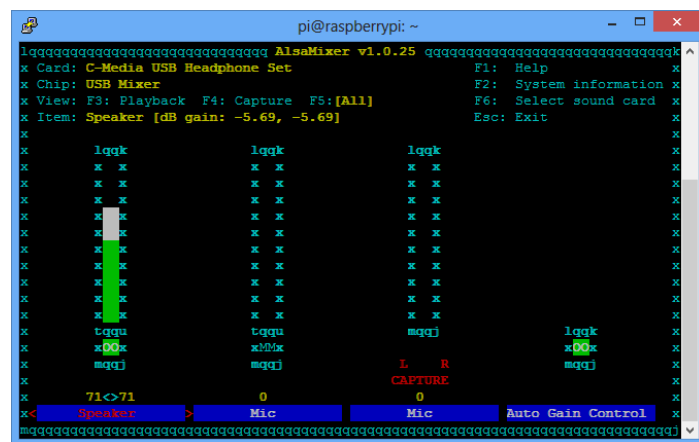 pi@raspberrypi: ~
lqqqqqqqqqqqqqqqqqqqqqqqqqqqq AlsaMixer v1.0.25 qqqqqqqqqqqqqqqqqqqqqqqqqqqqqk
x Card: C-Media USB Headphone Set F1: Help x
x Chip: USB Mixer F2: System information x
x View: F3: Playback F4: Capture F5:[All] F6: Select sound card x
x Item: Speaker [dB gain: -5.69, -5.69] Esc: Exit x
x x
x lqqk lqqk lqqk x
x x x x x x x x
x x x x x x x x
x x x x x x x x
x x x x x x x x
x x x x x x x x
x x x x x x x x
x x x x x x x x
x x x x x x x x
x x x x x x x x
x x x x x x x x
x tqqu tqqu mqqj lqqk x
x xOOx xMMx xOOx x
x mqqj mqqj L R mqqj x
x CAPTURE x
x 71<>71 0 0 x
x< Speaker > Mic Mic Auto Gain Control x
mqqqqqqqqqqqqqqqqqqqqqqqqqqqqqqqqqqqqqqqqqqqqqqqqqqqqqqqqqqqqqqqqqqqqqqqqqqqqqqj